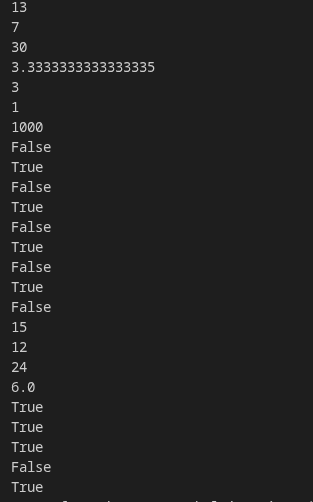 13
7
30
3.3333333333333335
3
1
1000
False
True
False
True
False
True
False
True
False
15
12
24
6.0
True
True
True
False
True